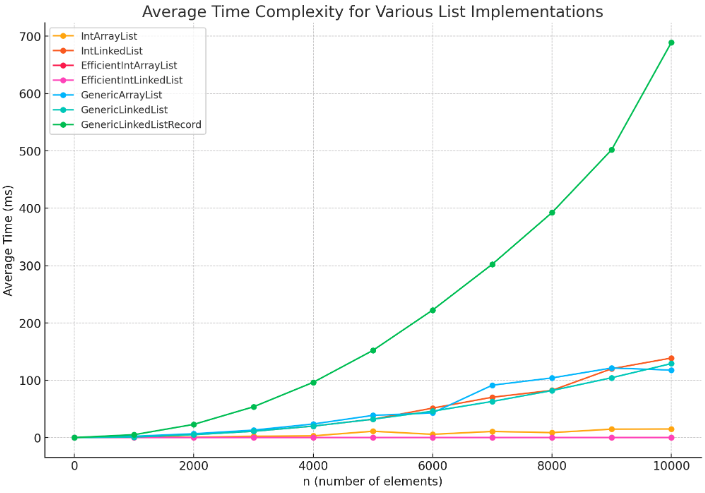 Average Time Complexity for Various List Implementations
IntArrayList
IntLinkedList
EfficientIntArrayList
EfficientIntLinkedList
GenericArrayList
GenericLinkedList
GenericLinkedListRecord
Average Time (ms)
700
600
500
400
300
200
100
0
0 2000 4000 6000 8000 10000
n (number of elements)